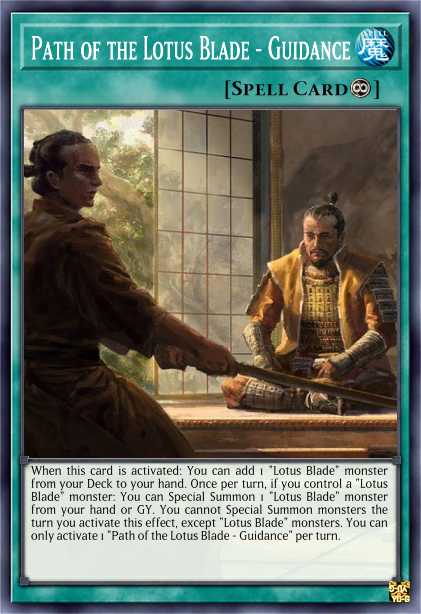 Path of the Lotus Blade - Guidance
SPELL
魔
[Spell Card]
When this card is activated: You can add 1 "Lotus Blade" monster
from your Deck to your hand. Once per turn, if you control a "Lotus
Blade" monster: You can Special Summon 1 "Lotus Blade" monster
from your hand or GY. You cannot Special Summon monsters the
turn you activate this effect, except "Lotus Blade" monsters. You can
only activate 1 "Path of the Lotus Blade - Guidance" per turn.